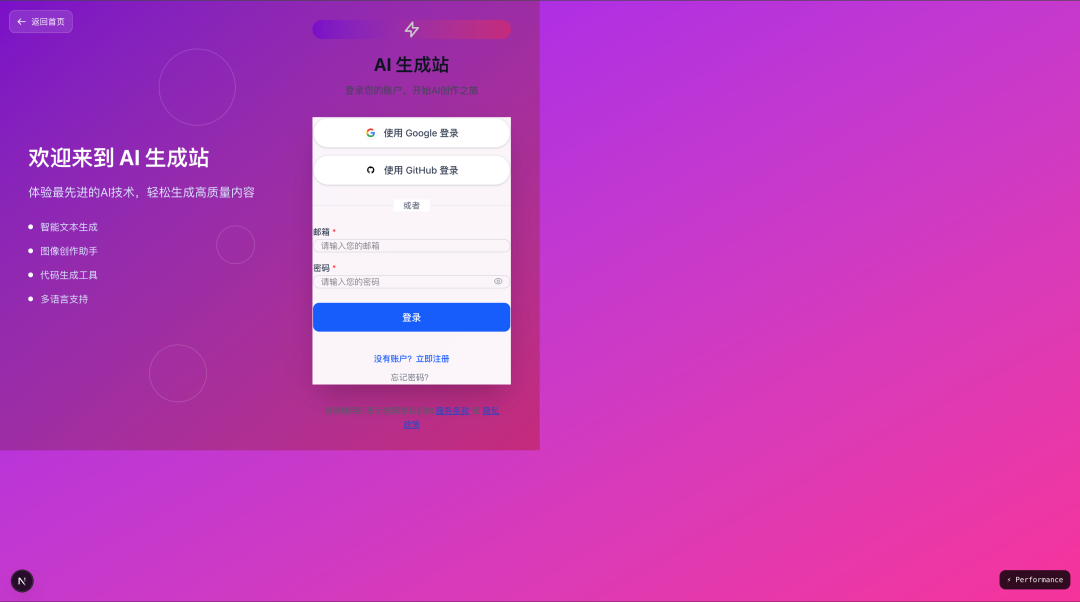 返回首页
欢迎来到 AI 生成站
体验最先进的AI技术，轻松生成高质量内容
智能文本生成
图像创作助手
代码生成工具
多语言支持
AI 生成站
登录您的账户，开始AI创作之旅
使用 Google 登录
使用 GitHub 登录
或者
邮箱 *
请输入您的邮箱
密码 *
请输入您的密码
登录
没有账户？立即注册
忘记密码?
服务条款 隐私
政策
N
⚡ Performance